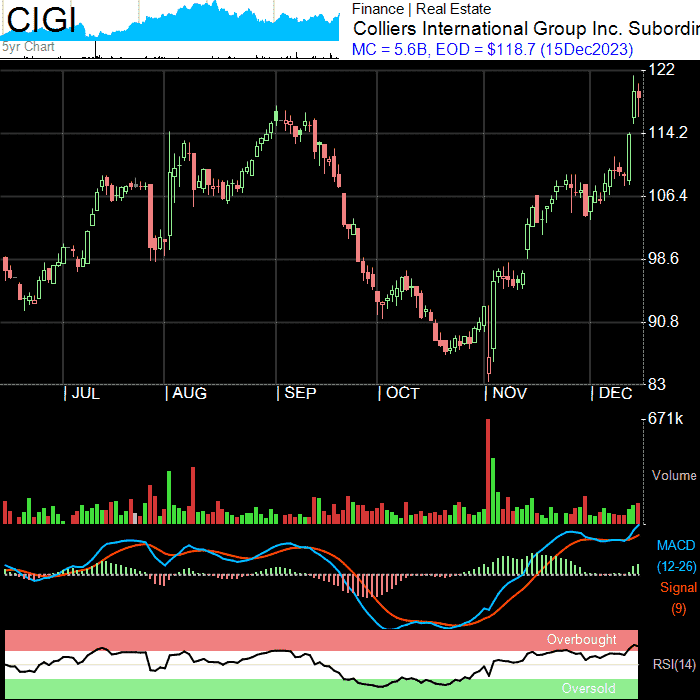 CIGI
5yr Chart
Finance | Real Estate
Colliers International Group Inc. Subordin
MC = 5.6B, EOD = $118.7 (15Dec2023)
122
114.2
106.4
98.6
90.8
83
| JUL | AUG | SEP | OCT | NOV | DEC
671k
Volume
MACD
(12-26)
Signal
(9)
Overbought
RSI(14)
Oversold